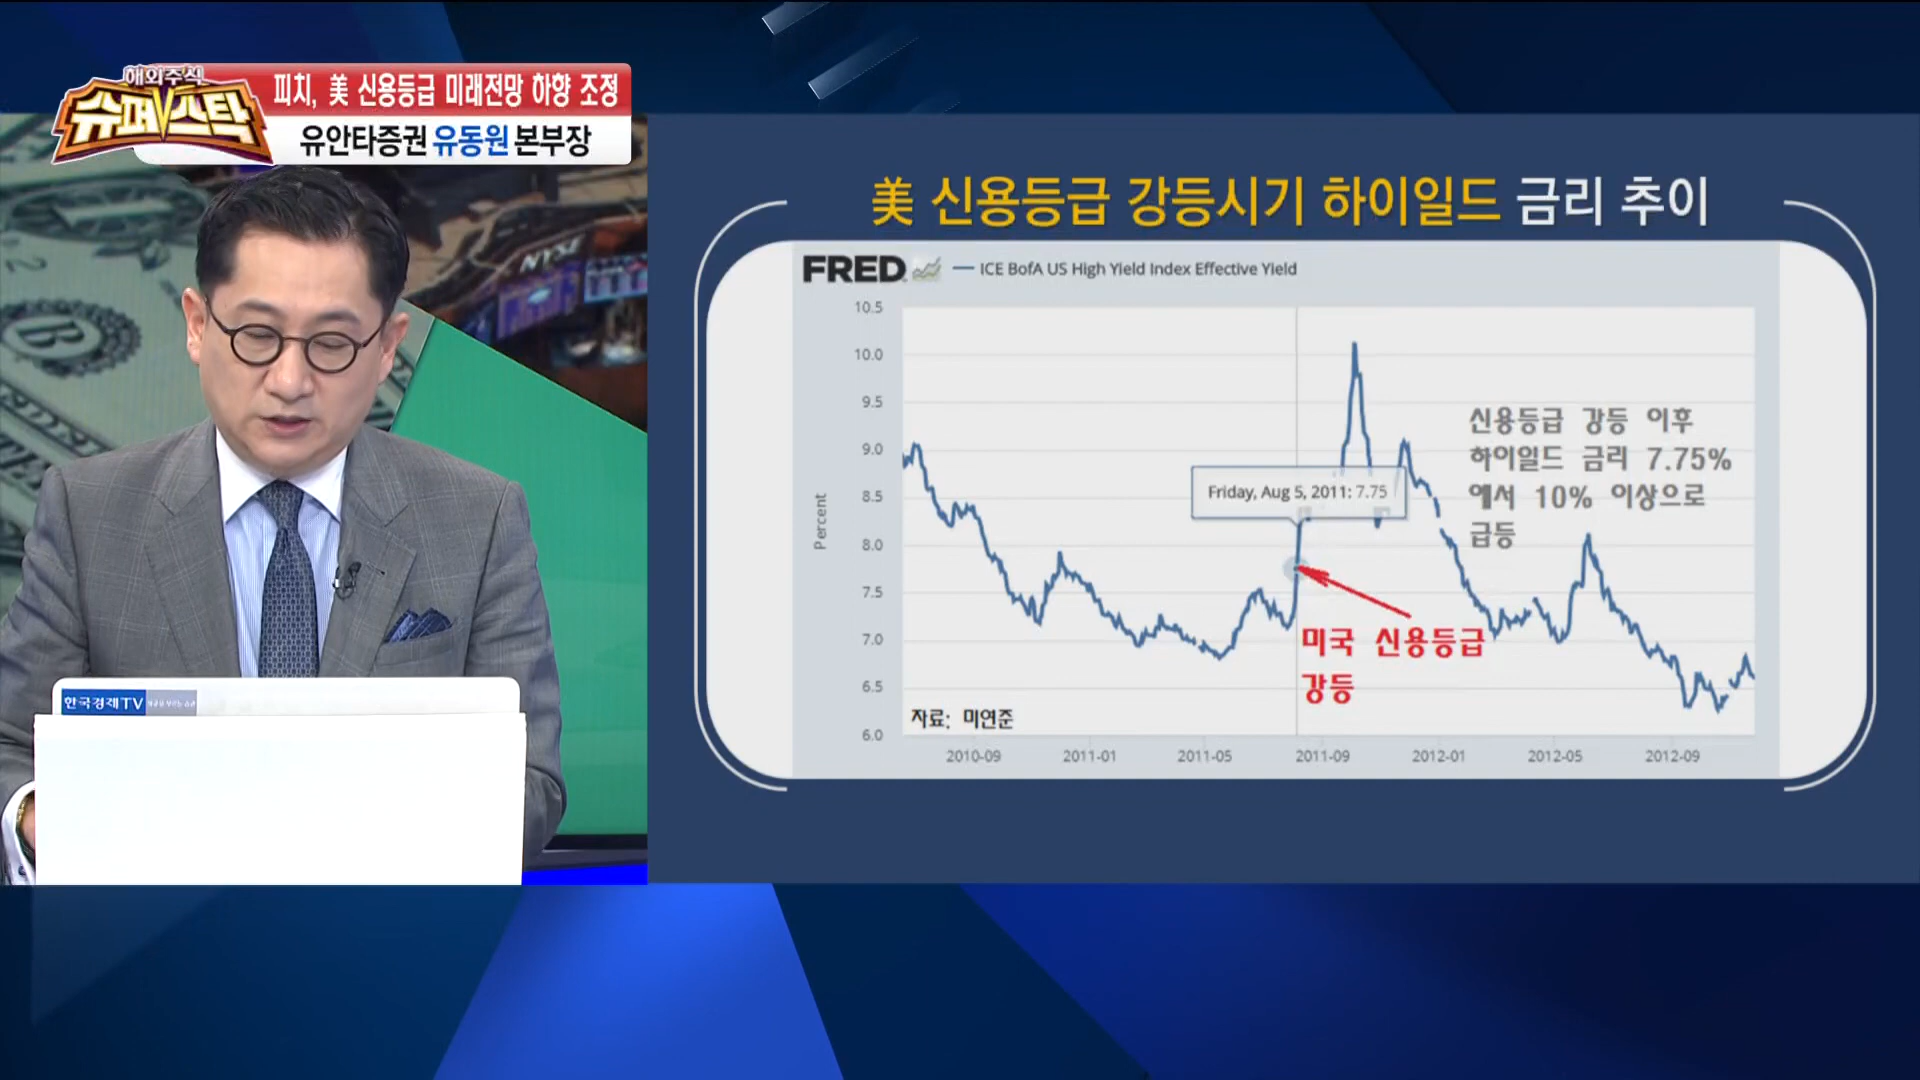 해외주식
슈퍼V스탁
피치, 美 신용등급 미래전망 하향 조정
유안타증권 유동원 본부장
NYSE
B
한국경제TV
美 신용등급 강등시기 하이일드 금리 추이
FRED
ICE BofA US High Yield Index Effective Yield
10.5
10.0
9.5
9.0
8.5
8.0
7.5
7.0
6.5
6.0
Percent
신용등급 강등 이후
하이일드 금리 7.75%
에서 10% 이상으로
급등
Friday, Aug 5, 2011: 7.75
미국 신용등급
강등
자료: 미연준
2010-09
2011-01
2011-05
2011-09
2012-01
2012-05
2012-09